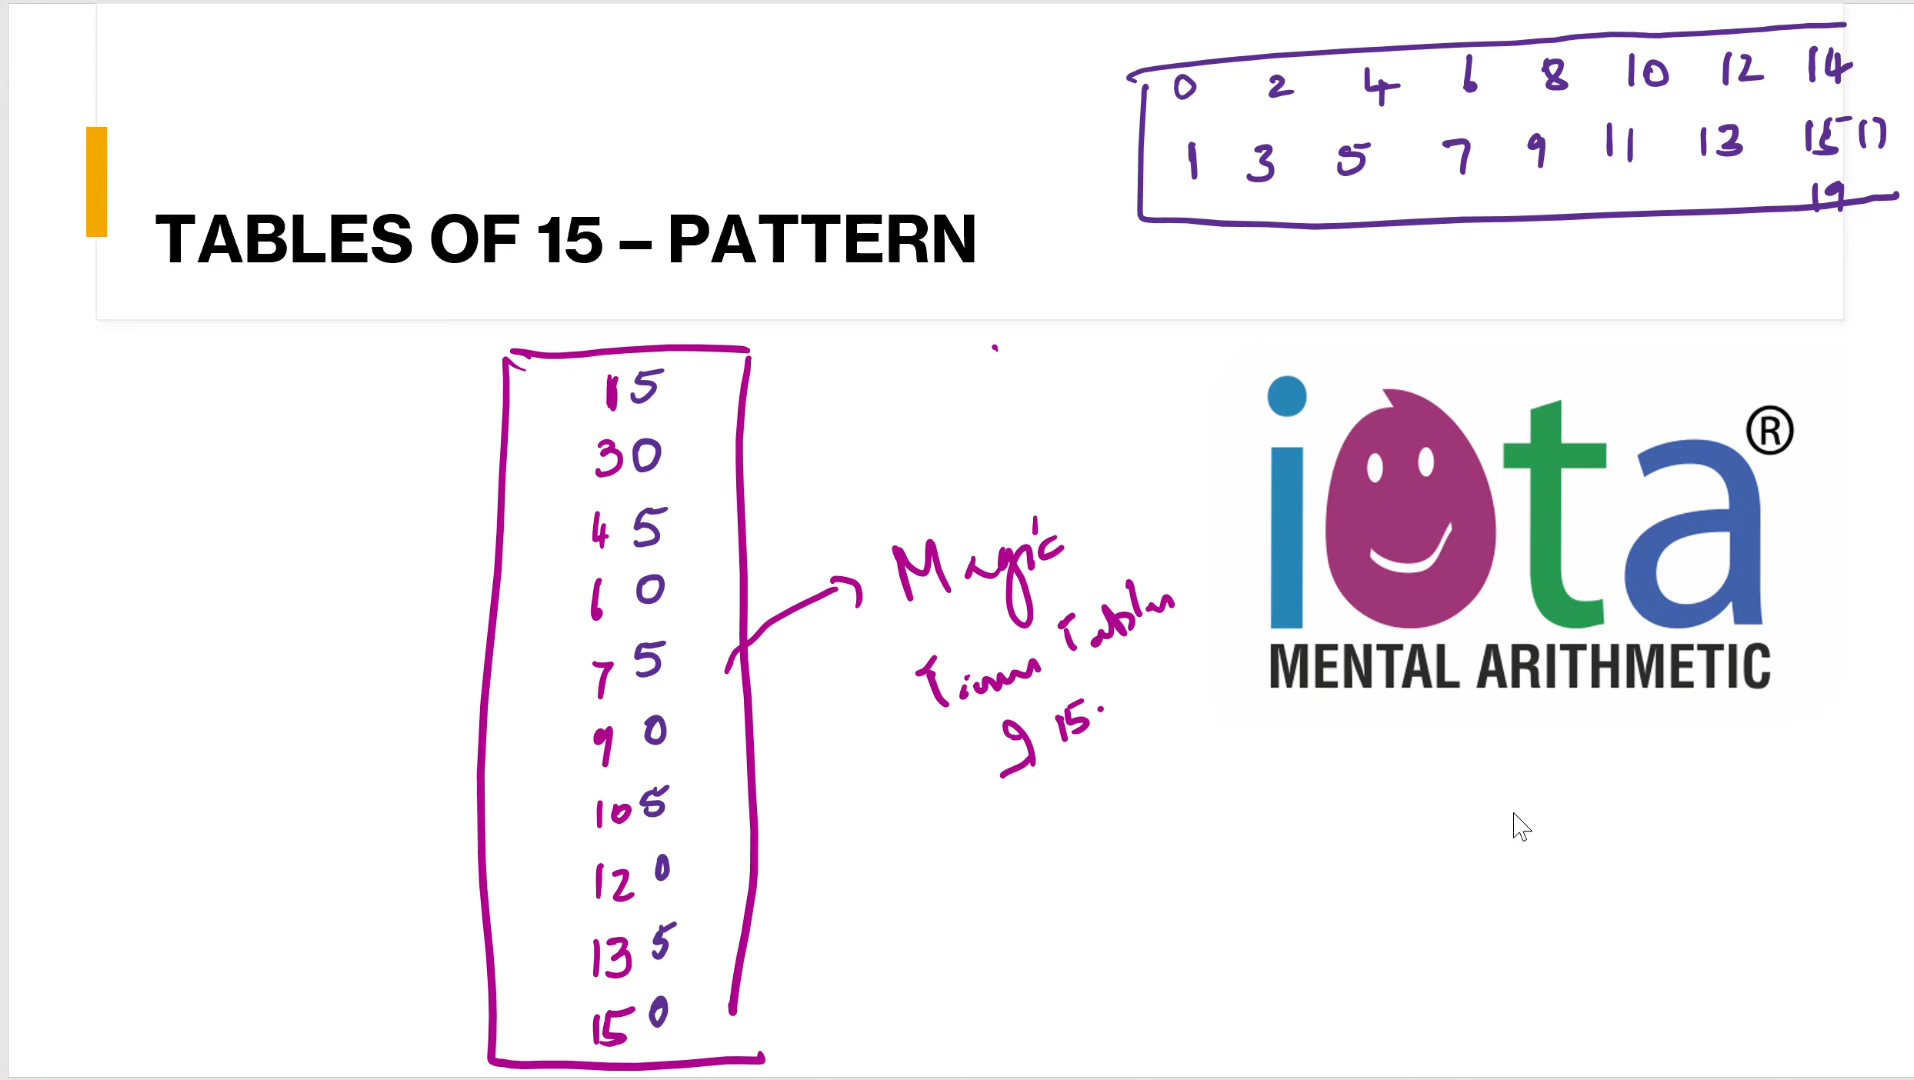 0 2 4 6 8 10 12 14
1 3 5 7 9 11 13 15 17
19
TABLES OF 15 – PATTERN
15
30
45
60
75
90
105
120
135
150
Magic
Times Tables
of 15.
iota®
MENTAL ARITHMETIC